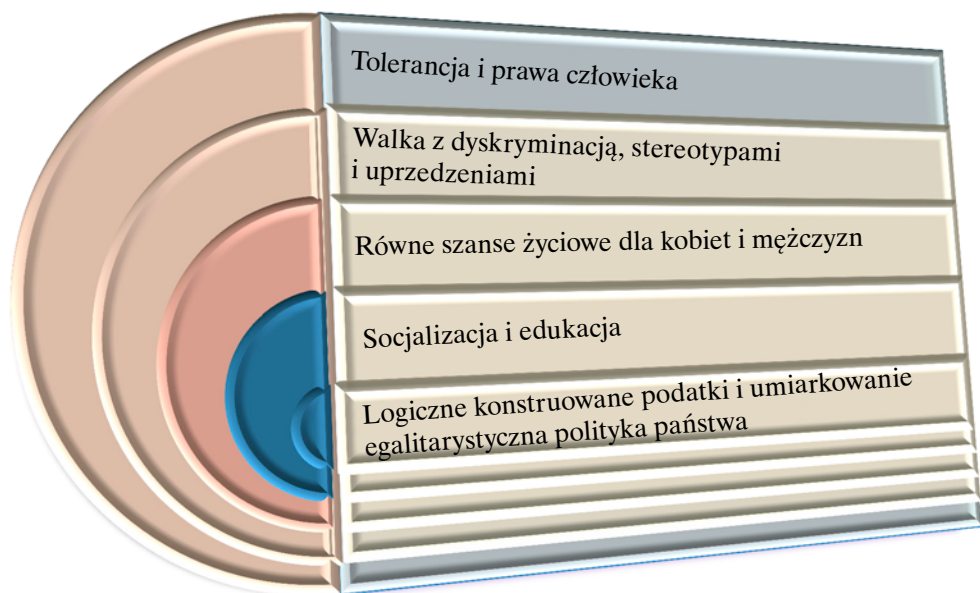 Tolerancja i prawa człowieka
Walka z dyskryminacją, stereotypami
i uprzedzeniami
Równe szanse życiowe dla kobiet i mężczyzn
Socjalizacja i edukacja
Logiczne konstruowane podatki i umiarkowanie
egalitarystyczna polityka państwa